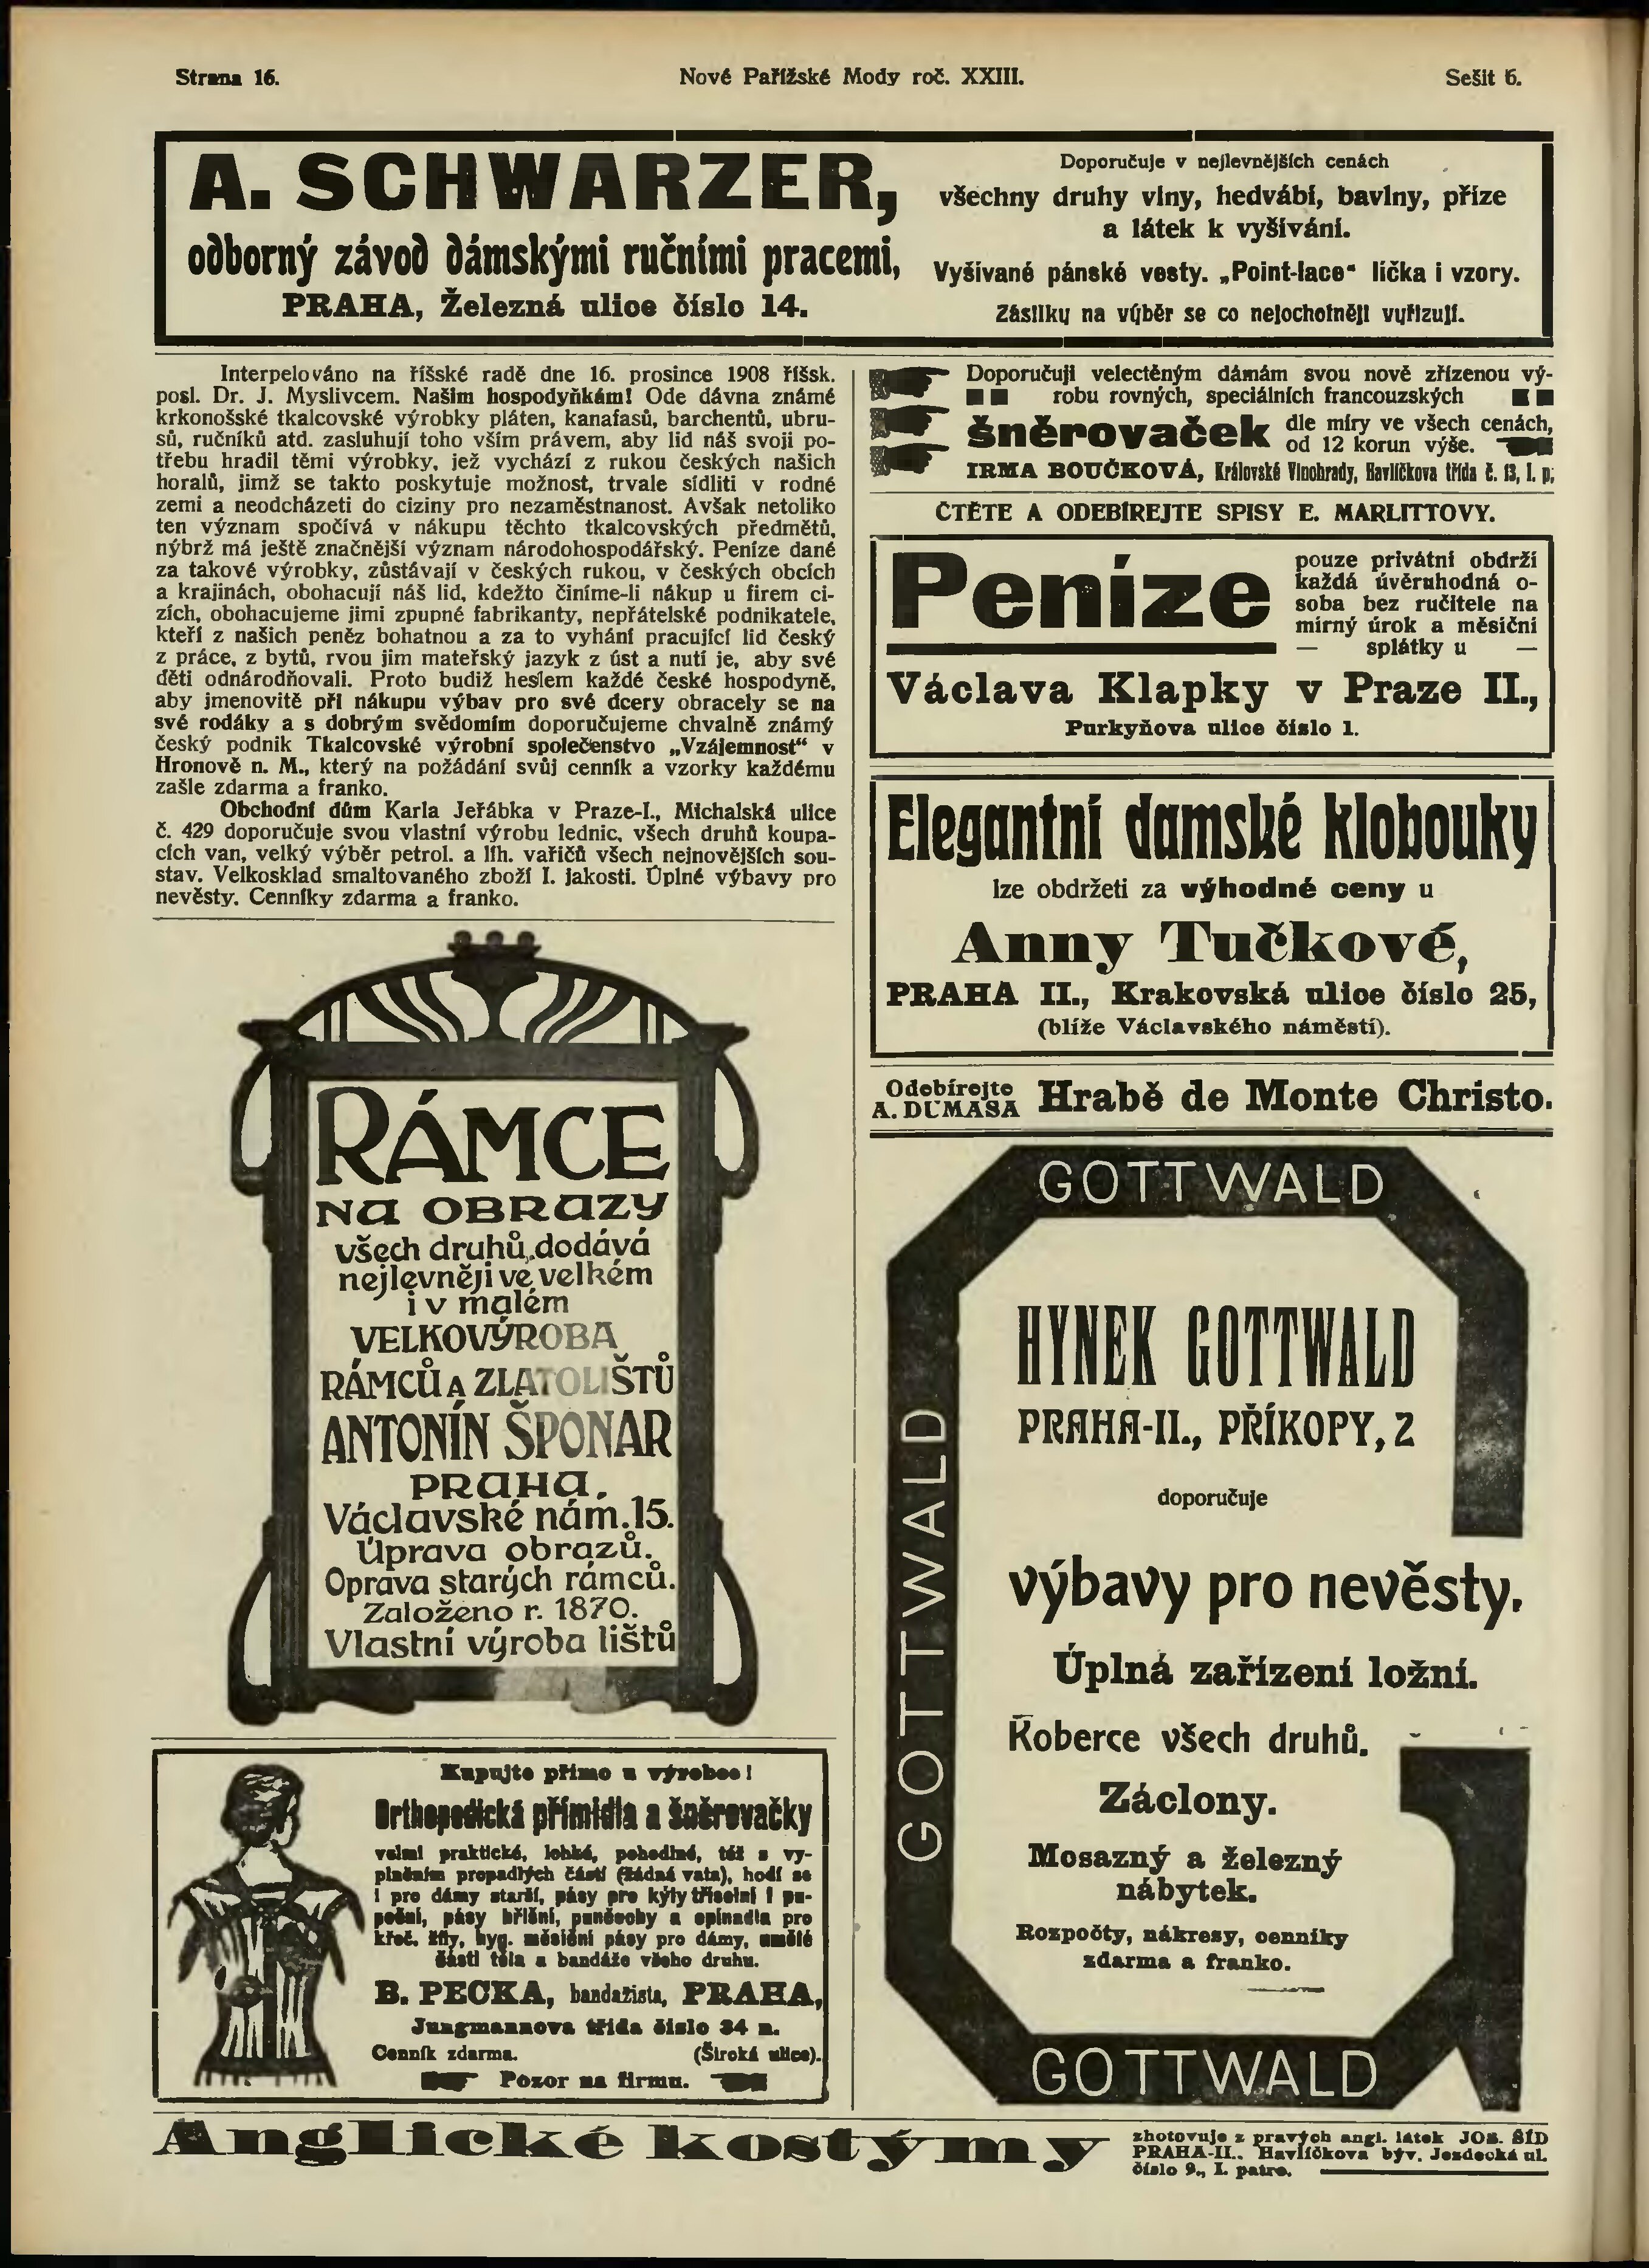 Strana 16.
Nové Pařížské Mody roč. XXIII.
Sešit 6.
A. SCHWARZER,
odborný závod dámskými ručními pracemi,
PRAHA, Železná ulice číslo 14.
Doporučuje v nejlevnějších cenách
všechny druhy vlny, hedvábí, bavlny, příze
a látek k vyšívání.
Vyšívané pánské vesty. „Point-lace“ líčka i vzory.
Zásilky na výběr se co nejochotněji vyřizují.
Interpelováno na říšské radě dne 16. prosince 1908 říšsk.
posl. Dr. J. Myslivcem. Našim hospodyňkám! Ode dávna známé
krkonošské tkalcovské výrobky pláten, kanafasů, barchentů, ubru-
sů, ručníků atd. zasluhují toho vším právem, aby lid náš svoji po-
třebu hradil těmi výrobky, jež vychází z rukou českých našich
horalů, jimž se takto poskytuje možnost, trvale sídliti v rodné
zemi a neodcházeti do ciziny pro nezaměstnanost. Avšak netoliko
ten význam spočívá v nákupu těchto tkalcovských předmětů,
nýbrž má ještě značnější význam národohospodářský. Peníze dané
za takové výrobky, zůstávají v českých rukou, v českých obcích
a krajinách, obohacují náš lid, kdežto činíme-li nákup u firem ci-
zích, obohacujeme jimi zpupné fabrikanty, nepřátelské podnikatele,
kteří z našich peněz bohatnou a za to vyhání pracující lid český
z práce, z bytů, rvou jim mateřský jazyk z úst a nutí je, aby své
děti odnárodňovali. Proto budiž heslem každé české hospodyně,
aby jmenovitě při nákupu výbav pro své dcery obracely se na
své rodáky a s dobrým svědomím doporučujeme chvalně známý
český podnik Tkalcovské výrobní společenstvo „Vzájemnost“ v
Hronově n. M., který na požádání svůj cenník a vzorky každému
zašle zdarma a franko.
Obchodní dům Karla Jeřábka v Praze-I., Michalská ulice
č. 429 doporučuje svou vlastní výrobu lednic, všech druhů koupa-
cích van, velký výběr petrol. a líh. vařičů všech nejnovějších sou-
stav. Velkosklad smaltovaného zboží I. jakosti. Úplné výbavy pro
nevěsty. Cenníky zdarma a franko.
RÁMCE
NA OBRAZY
všech druhů, dodává
nejlevněji ve velkém
i v malém
VELKOVÝROBA
RÁMCŮ A ZLATOLIŠTŮ
ANTONÍN ŠPONAR
PRAHA.
Václavské nám. 15.
Úprava obrazů.
Oprava starých rámců.
Založeno r. 1870.
Vlastní výroba lištů
Kupujte přímo u výrobce!
Orthopedická přímidla a šněrovačky
velmi praktické, lehké, pohodlné, též s vy-
plněním propadlých částí (žádná vata), hodí se
i pro dámy starší, pásy pro kýly tříselní i pu-
peční, pásy břišní, punčochy a spínadla pro
křeč. žíly, hyg. měsíční pásy pro dámy, umělé
části těla a bandáže všeho druhu.
B. PECKA, bandažista, PRAHA,
Jungmannova třída číslo 34 n.
Cenník zdarma. (Široká ulice).
Pozor na firmu.
Doporučuji velectěným dámám svou nově zřízenou vý-
robu rovných, speciálních francouzských
šněrovaček dle míry ve všech cenách,
od 12 korun výše.
IRMA BOUČKOVÁ, Královské Vinohrady, Havlíčkova třída č. 13, I. p.
ČTĚTE A ODEBÍREJTE SPISY E. MARLITTOVY.
Peníze
pouze privátní obdrží
každá úvěruhodná o-
soba bez ručitele na
mírný úrok a měsíční
— splátky u —
Václava Klapky v Praze II.,
Purkyňova ulice číslo 1.
Elegantní damské klobouky
lze obdržeti za výhodné ceny u
Anny Tučkové,
PRAHA II., Krakovská ulice číslo 25,
(blíže Václavského náměstí).
Odebírejte
A. DUMASA
Hrabě de Monte Christo.
GOTTWALD
GOTTWALD
HYNEK GOTTWALD
PRAHA-II., PŘÍKOPY, 2
doporučuje
výbavy pro nevěsty.
Úplná zařízení ložní.
Koberce všech druhů.
Záclony.
Mosazný a železný
nábytek.
Rozpočty, nákresy, cenníky
zdarma a franko.
GOTTWALD
Anglické kostýmy
zhotovuje z pravých angl. látek JOS. ŠÍD
PRAHA-II., Havlíčkova býv. Jezdecká ul.
číslo 9., I. patro.